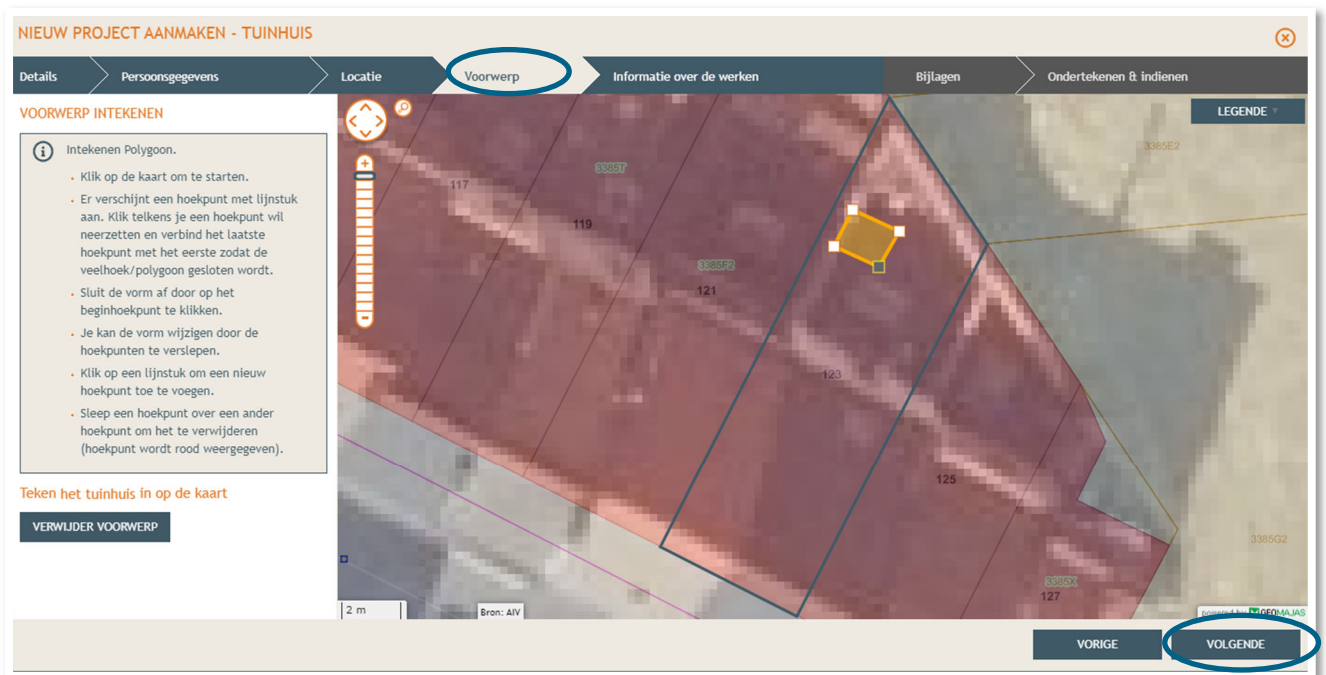 NIEUW PROJECT AANMAKEN - TUINHUIS
Details
Persoonsgegevens
Locatie
Voorwerp
Informatie over de werken
Bijlagen
Ondertekenen & indienen
VOORWERP INTEKENEN
Intekenen Polygoon.
• Klik op de kaart om te starten.
• Er verschijnt een hoekpunt met lijnstuk
aan. Klik telkens je een hoekpunt wil
neerzetten en verbind het laatste
hoekpunt met het eerste zodat de
veelhoek/polygoon gesloten wordt.
• Sluit de vorm af door op het
beginhoekpunt te klikken.
• Je kan de vorm wijzigen door de
hoekpunten te verslepen.
• Klik op een lijnstuk om een nieuw
hoekpunt toe te voegen.
• Sleep een hoekpunt over een ander
hoekpunt om het te verwijderen
(hoekpunt wordt rood weergegeven).
Teken het tuinhuis in op de kaart
VERWIJDER VOORWERP
LEGENDE
3385E2
3385T
117
119
3385F2
121
123
125
3385G2
3385X
127
2 m
Bron: AIV
powered by GEOMAJAS
VORIGE
VOLGENDE